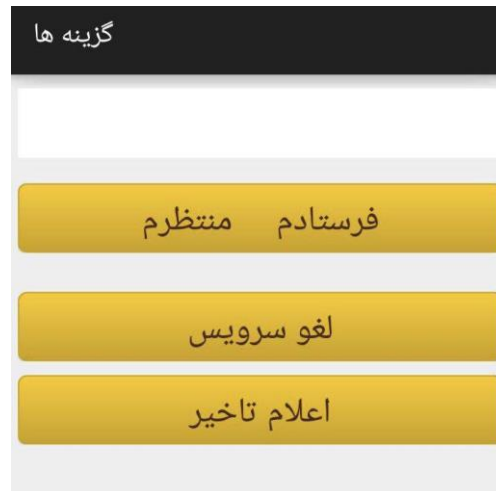 گزینه ها
فرستادم منتظرم
لغو سرویس
اعلام تاخیر